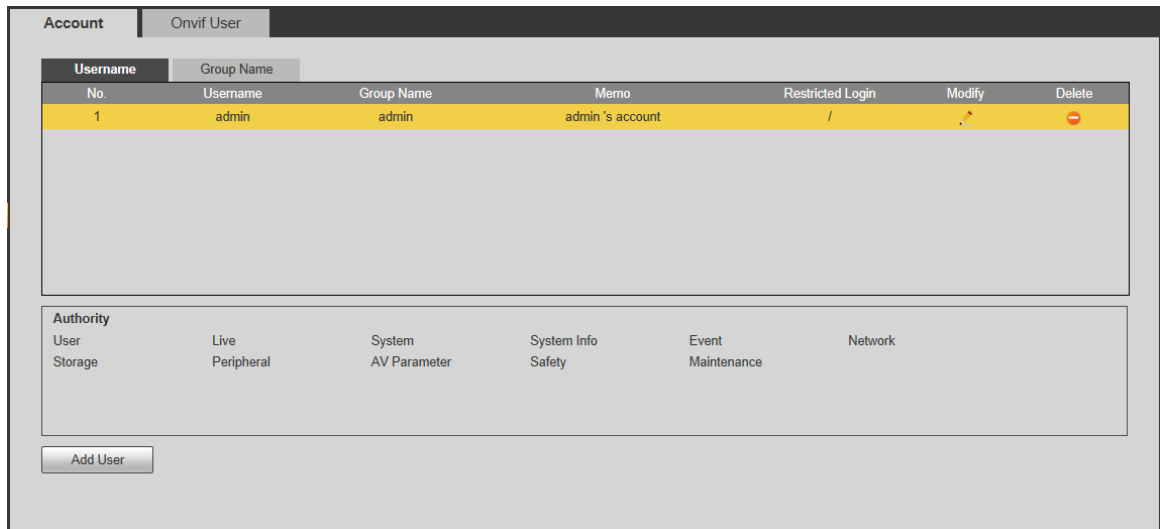 Account Onvif User
Username Group Name
No. Username Group Name Memo Restricted Login Modify Delete
1 admin admin admin 's account /
Authority
User Live System System Info Event Network
Storage Peripheral AV Parameter Safety Maintenance
Add User